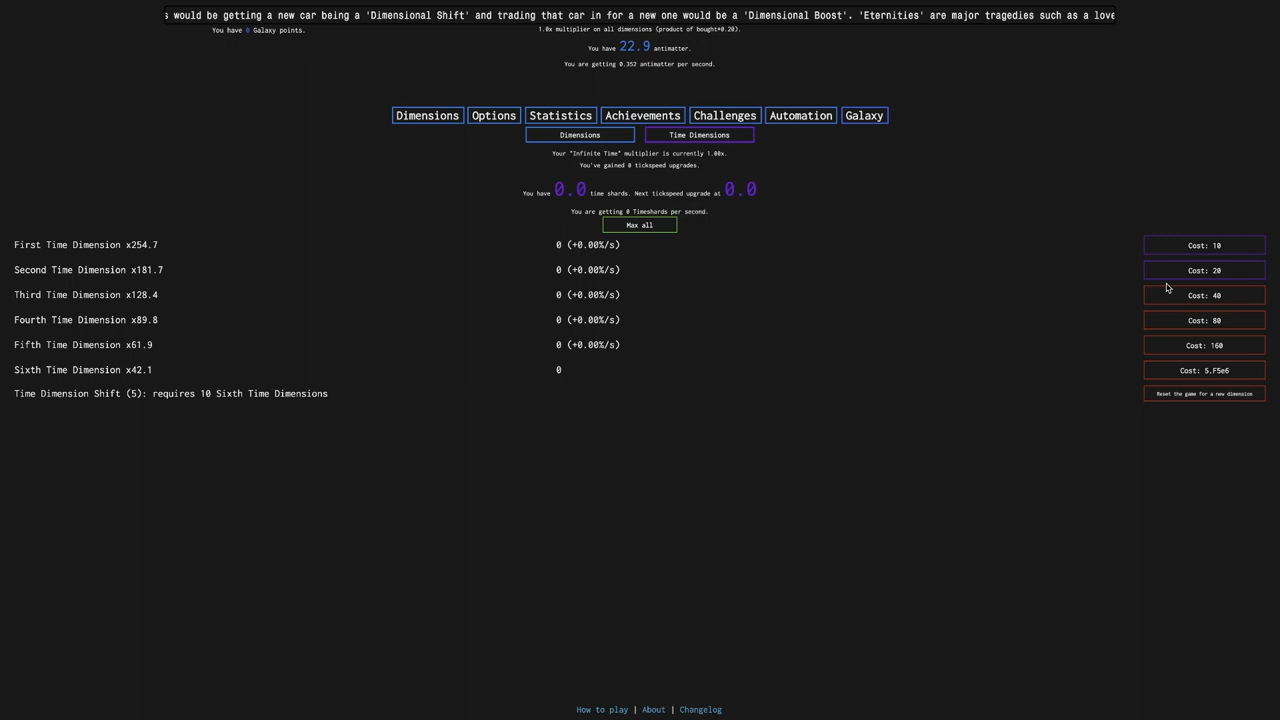 s would be getting a new car being a 'Dimensional Shift' and trading that car in for a new one would be a 'Dimensional Boost'. 'Eternities' are major tragedies such as a love
You have 0 Galaxy points.
1.0x multiplier on all dimensions (product of bought*0.20).
You have 22.9 antimatter.
You are getting 0.352 antimatter per second.
Dimensions Options Statistics Achievements Challenges Automation Galaxy
Dimensions Time Dimensions
Your "Infinite Time" multiplier is currently 1.00x.
You've gained 0 tickspeed upgrades.
You have 0.0 time shards. Next tickspeed upgrade at 0.0
You are getting 0 Timeshards per second.
Max all
First Time Dimension x254.7 0 (+0.00%/s) Cost: 10
Second Time Dimension x181.7 0 (+0.00%/s) Cost: 20
Third Time Dimension x128.4 0 (+0.00%/s) Cost: 40
Fourth Time Dimension x89.8 0 (+0.00%/s) Cost: 80
Fifth Time Dimension x61.9 0 (+0.00%/s) Cost: 160
Sixth Time Dimension x42.1 0 Cost: 5.F5e6
Time Dimension Shift (5): requires 10 Sixth Time Dimensions Reset the game for a new dimension
How to play | About | Changelog